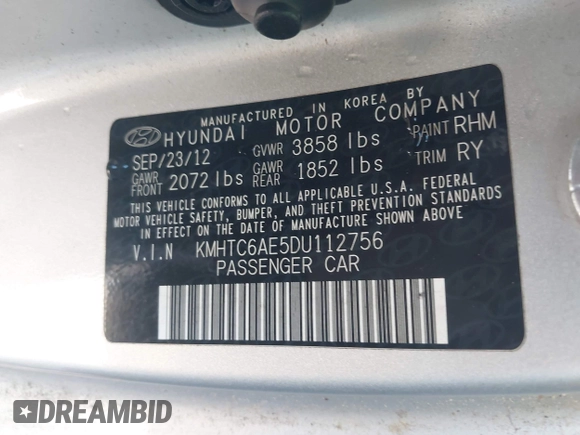 MANUFACTURED IN KOREA BY
HYUNDAI MOTOR COMPANY
SEP/23/12 GVWR 3858 lbs PAINT RHM
GAWR FRONT 2072 lbs GAWR REAR 1852 lbs TRIM RY
THIS VEHICLE CONFORMS TO ALL APPLICABLE U.S.A. FEDERAL
MOTOR VEHICLE SAFETY, BUMPER, AND THEFT PREVENTION STANDARDS
IN EFFECT ON THE DATE OF MANUFACTURE SHOWN ABOVE.
V.I.N KMHTC6AE5DU112756
PASSENGER CAR
DREAMBID